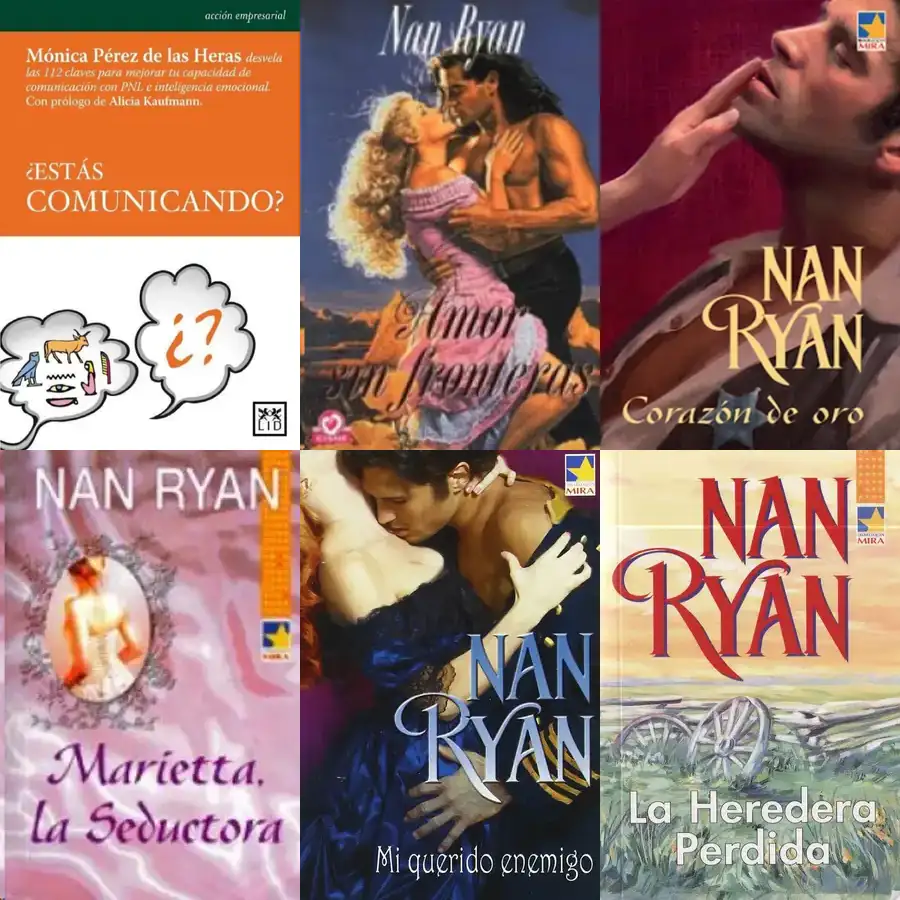 acción empresarial
Mónica Pérez de las Heras desvela
las 112 claves para mejorar tu capacidad de
comunicación con PNL e inteligencia emocional.
Con prólogo de Alicia Kaufmann.
¿ESTÁS
COMUNICANDO?
¿?
LID
Nan Ryan
Amor
sin fronteras
MIRA
NAN
RYAN
Corazón de oro
NAN RYAN
MIRA
Marietta,
la Seductora
MIRA
NAN
RYAN
Mi querido enemigo
NAN
RYAN
MIRA
La Heredera
Perdida